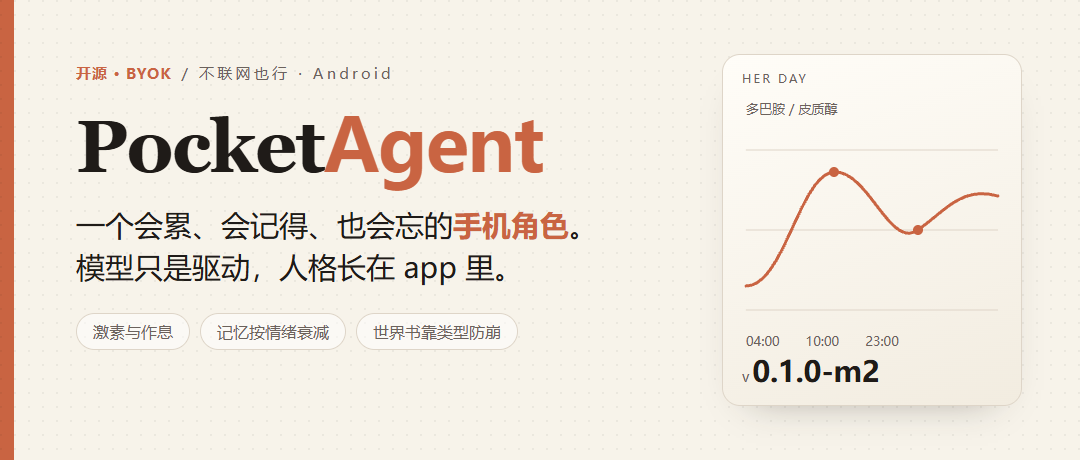 开源 • BYOK / 不联网也行 · Android
PocketAgent
一个会累、会记得、也会忘的手机角色。
模型只是驱动，人格长在 app 里。
激素与作息 记忆按情绪衰减 世界书靠类型防崩
HER DAY
多巴胺 / 皮质醇
04:00 10:00 23:00
v 0.1.0-m2